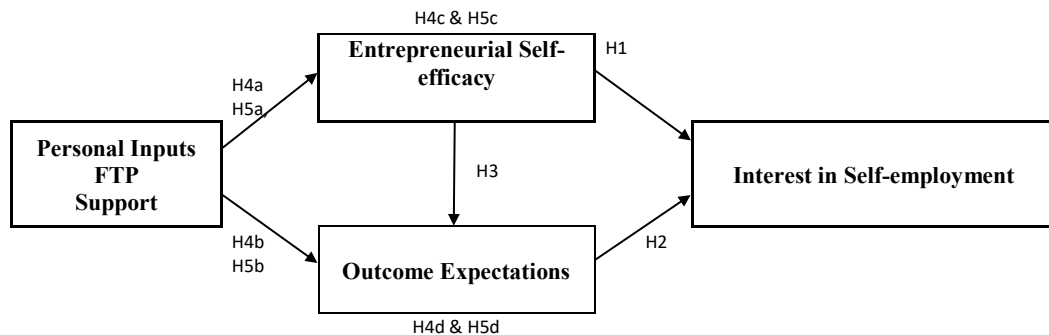 H4c & H5c
Entrepreneurial Self-
efficacy
H1
H4a
H5a,
Personal Inputs
FTP
Support
H3
Interest in Self-employment
H4b
H5b
Outcome Expectations
H2
H4d & H5d